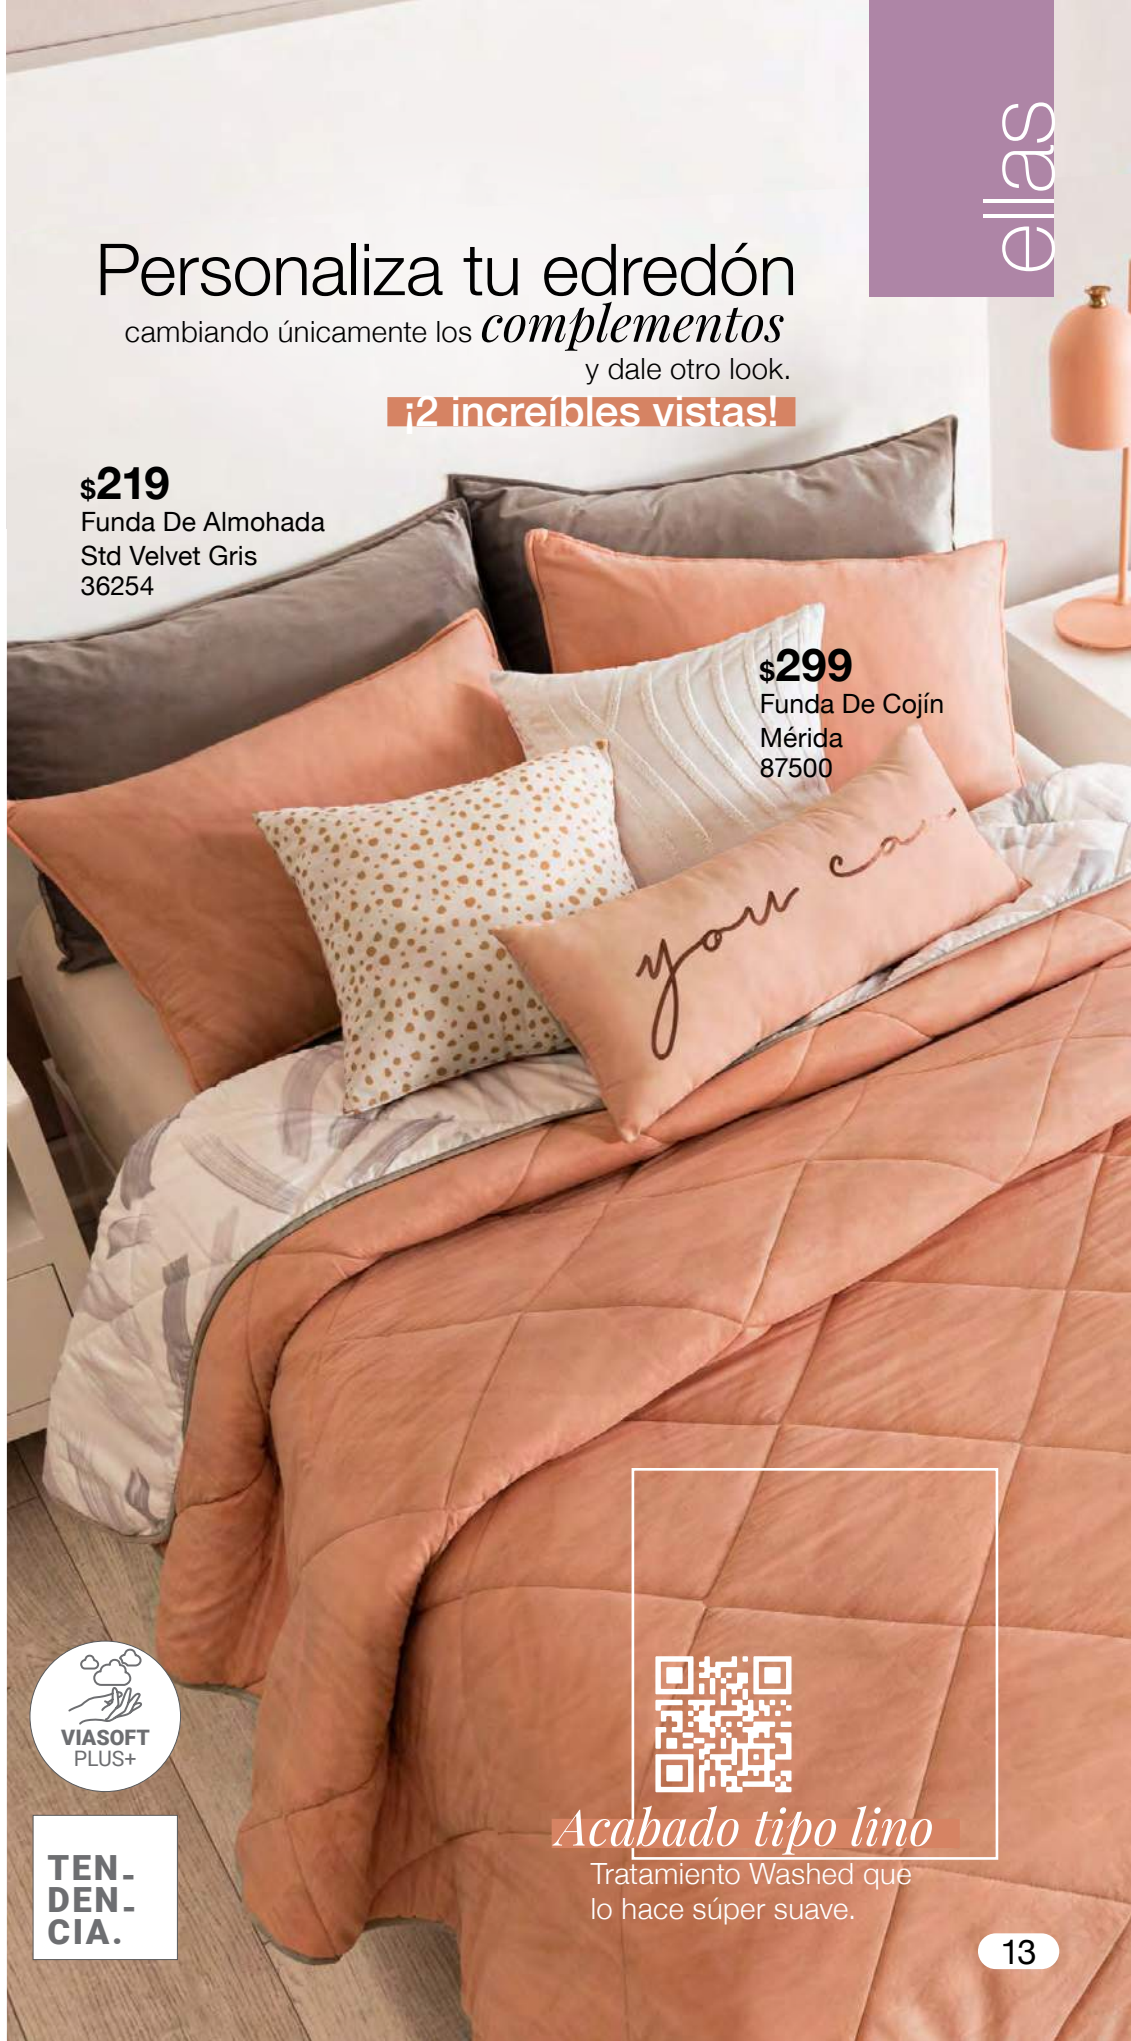 ellas
Personaliza tu edredón
cambiando únicamente los complementos
y dale otro look.
¡2 increíbles vistas!
$219
Funda De Almohada
Std Velvet Gris
36254
$299
Funda De Cojín
Mérida
87500
you
VIASOFT
PLUS+
TEN-
DEN-
CIA.
Acabado tipo lino
Tratamiento Washed que
lo hace súper suave.
13